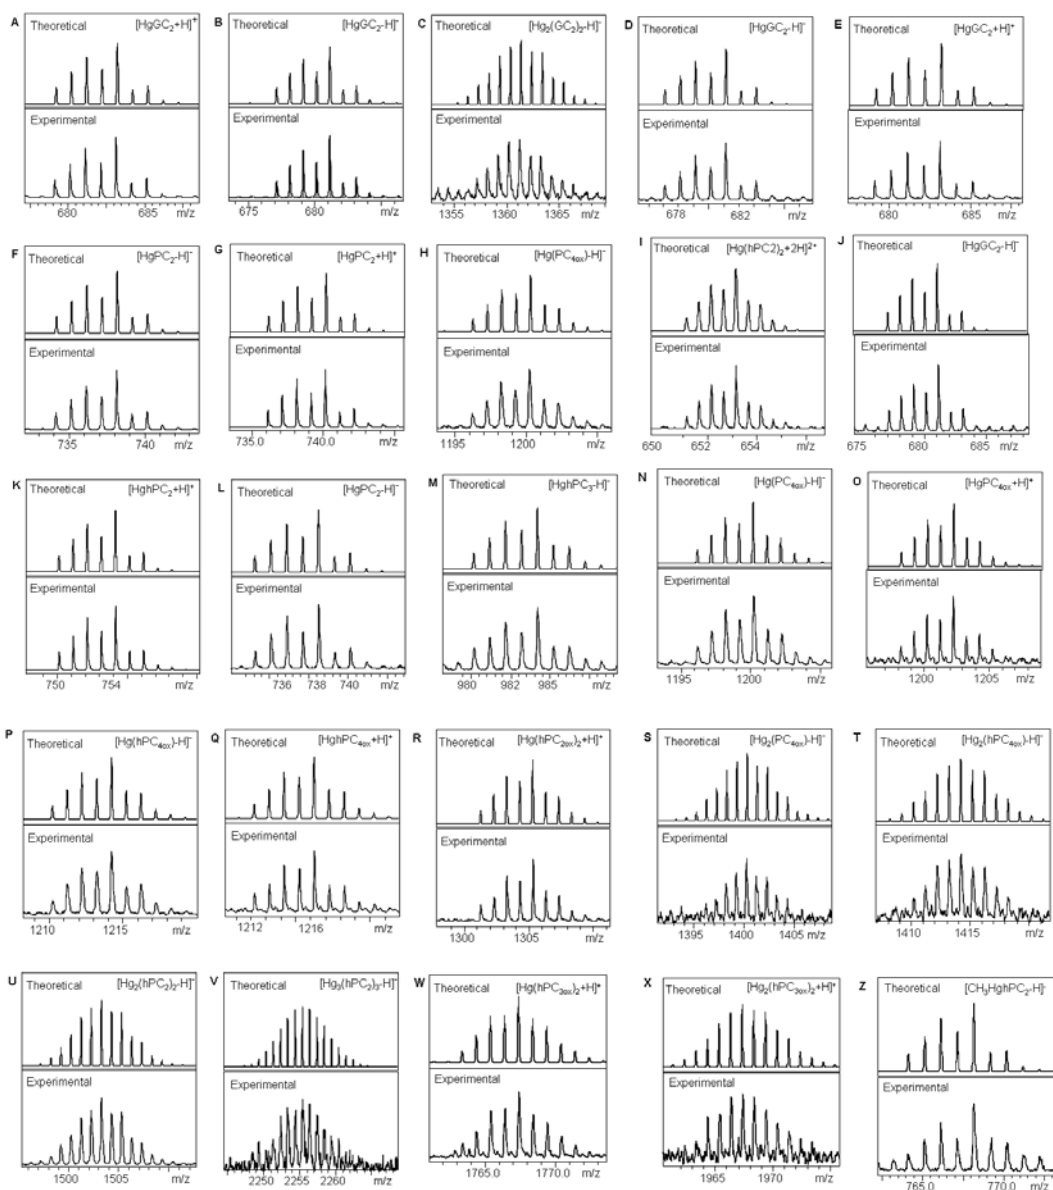 A Theoretical [HgGC2+H]+
Experimental
680 685 m/z
B Theoretical [HgGC2-H]-
Experimental
675 680 m/z
C Theoretical [Hg2(GC2)2-H]-
Experimental
1355 1360 1365 m/z
D Theoretical [HgGC2-H]-
Experimental
678 682 m/z
E Theoretical [HgGC2+H]+
Experimental
680 685 m/z
F Theoretical [HgPC2-H]-
Experimental
735 740 m/z
G Theoretical [HgPC2+H]+
Experimental
735.0 740.0 m/z
H Theoretical [Hg(PC4ox)-H]-
Experimental
1195 1200 m/z
I Theoretical [Hg(hPC2)2+2H]2+
Experimental
650 652 654 m/z
J Theoretical [HgGC2-H]-
Experimental
675 680 685 m/z
K Theoretical [HghPC2+H]+
Experimental
750 754 m/z
L Theoretical [HgPC2-H]-
Experimental
736 738 740 m/z
M Theoretical [HghPC3-H]-
Experimental
980 982 985 m/z
N Theoretical [Hg(PC4ox)-H]-
Experimental
1195 1200 m/z
O Theoretical [HgPC4ox+H]+
Experimental
1200 1205 m/z
P Theoretical [Hg(hPC4ox)-H]-
Experimental
1210 1215 m/z
Q Theoretical [HghPC4ox+H]+
Experimental
1212 1216 m/z
R Theoretical [Hg(hPC2ox)2+H]+
Experimental
1300 1305 m/z
S Theoretical [Hg2(PC4ox)-H]-
Experimental
1395 1400 1405 m/z
T Theoretical [Hg2(hPC4ox)-H]-
Experimental
1410 1415 m/z
U Theoretical [Hg2(hPC2)2-H]-
Experimental
1500 1505 m/z
V Theoretical [Hg3(hPC2)3-H]-
Experimental
2250 2255 2260 m/z
W Theoretical [Hg(hPC3ox)2+H]+
Experimental
1765.0 1770.0 m/z
X Theoretical [Hg2(hPC3ox)2+H]+
Experimental
1965 1970 m/z
Z Theoretical [CH3HghPC2-H]-
Experimental
765.0 770.0 m/z